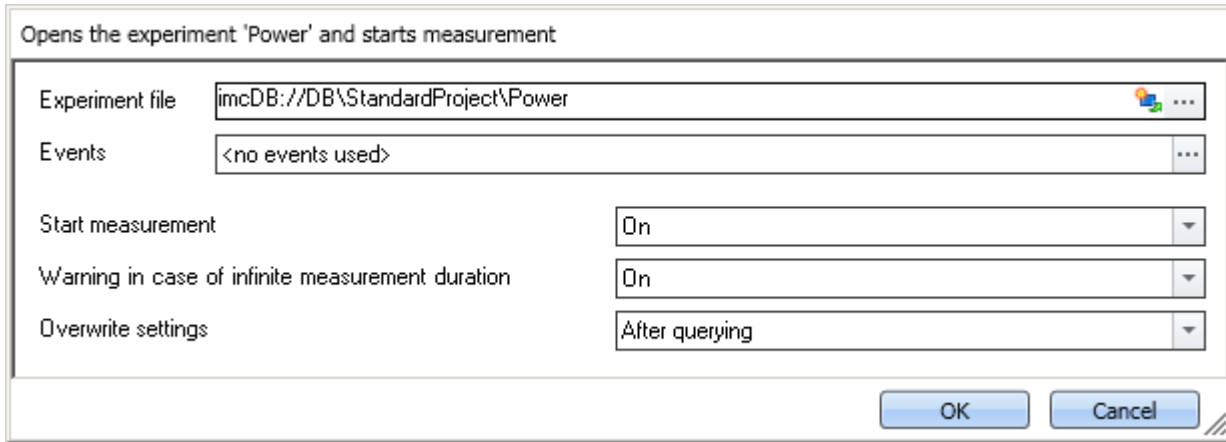 Opens the experiment 'Power' and starts measurement
Experiment file imcDB://DB\StandardProject\Power ...
Events <no events used> ...
Start measurement On
Warning in case of infinite measurement duration On
Overwrite settings After querying
OK Cancel